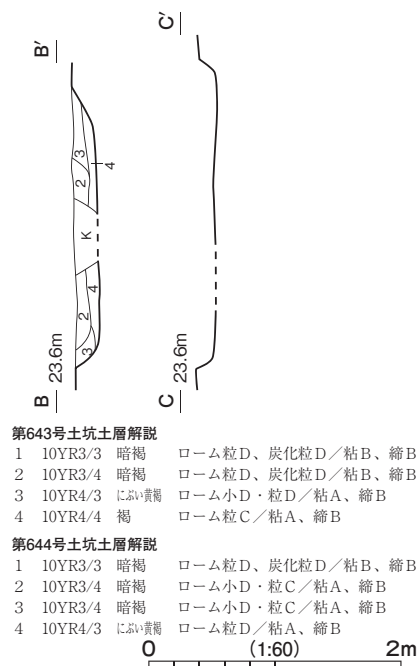 B′
C′
3
4
2
K
4
2
3
23.6m
23.6m
B
C
第643号土坑土層解説
1 10YR3/3 暗褐 ローム粒D、炭化粒D／粘B、締B
2 10YR3/4 暗褐 ローム粒D、炭化粒D／粘B、締B
3 10YR4/3 にぶい黄褐 ローム小D・粒D／粘A、締B
4 10YR4/4 褐 ローム粒C／粘A、締B
第644号土坑土層解説
1 10YR3/3 暗褐 ローム粒D、炭化粒D／粘B、締B
2 10YR3/4 暗褐 ローム小D・粒C／粘A、締B
3 10YR3/4 暗褐 ローム小D・粒C／粘A、締B
4 10YR4/3 にぶい黄褐 ローム粒D／粘A、締B
0 (1:60) 2m